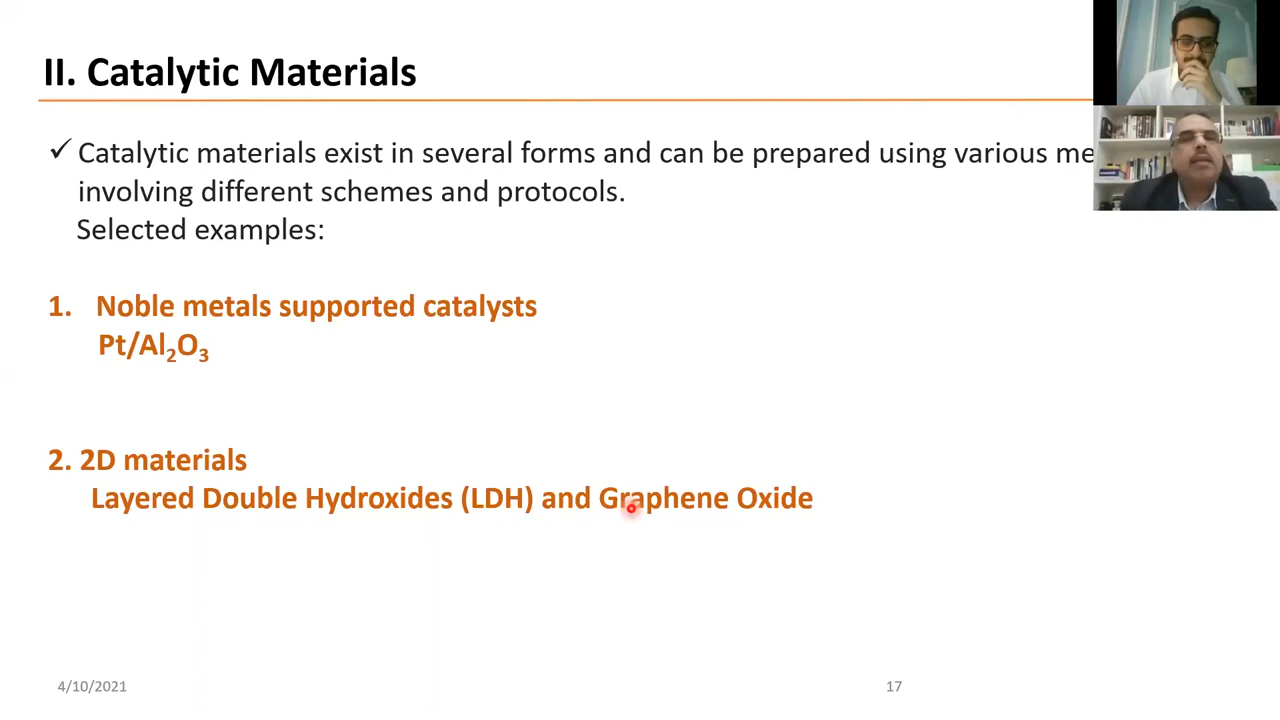 II. Catalytic Materials
✓ Catalytic materials exist in several forms and can be prepared using various
involving different schemes and protocols.
Selected examples:
1. Noble metals supported catalysts
Pt/Al₂O₃
2. 2D materials
Layered Double Hydroxides (LDH) and Graphene Oxide
4/10/2021
17